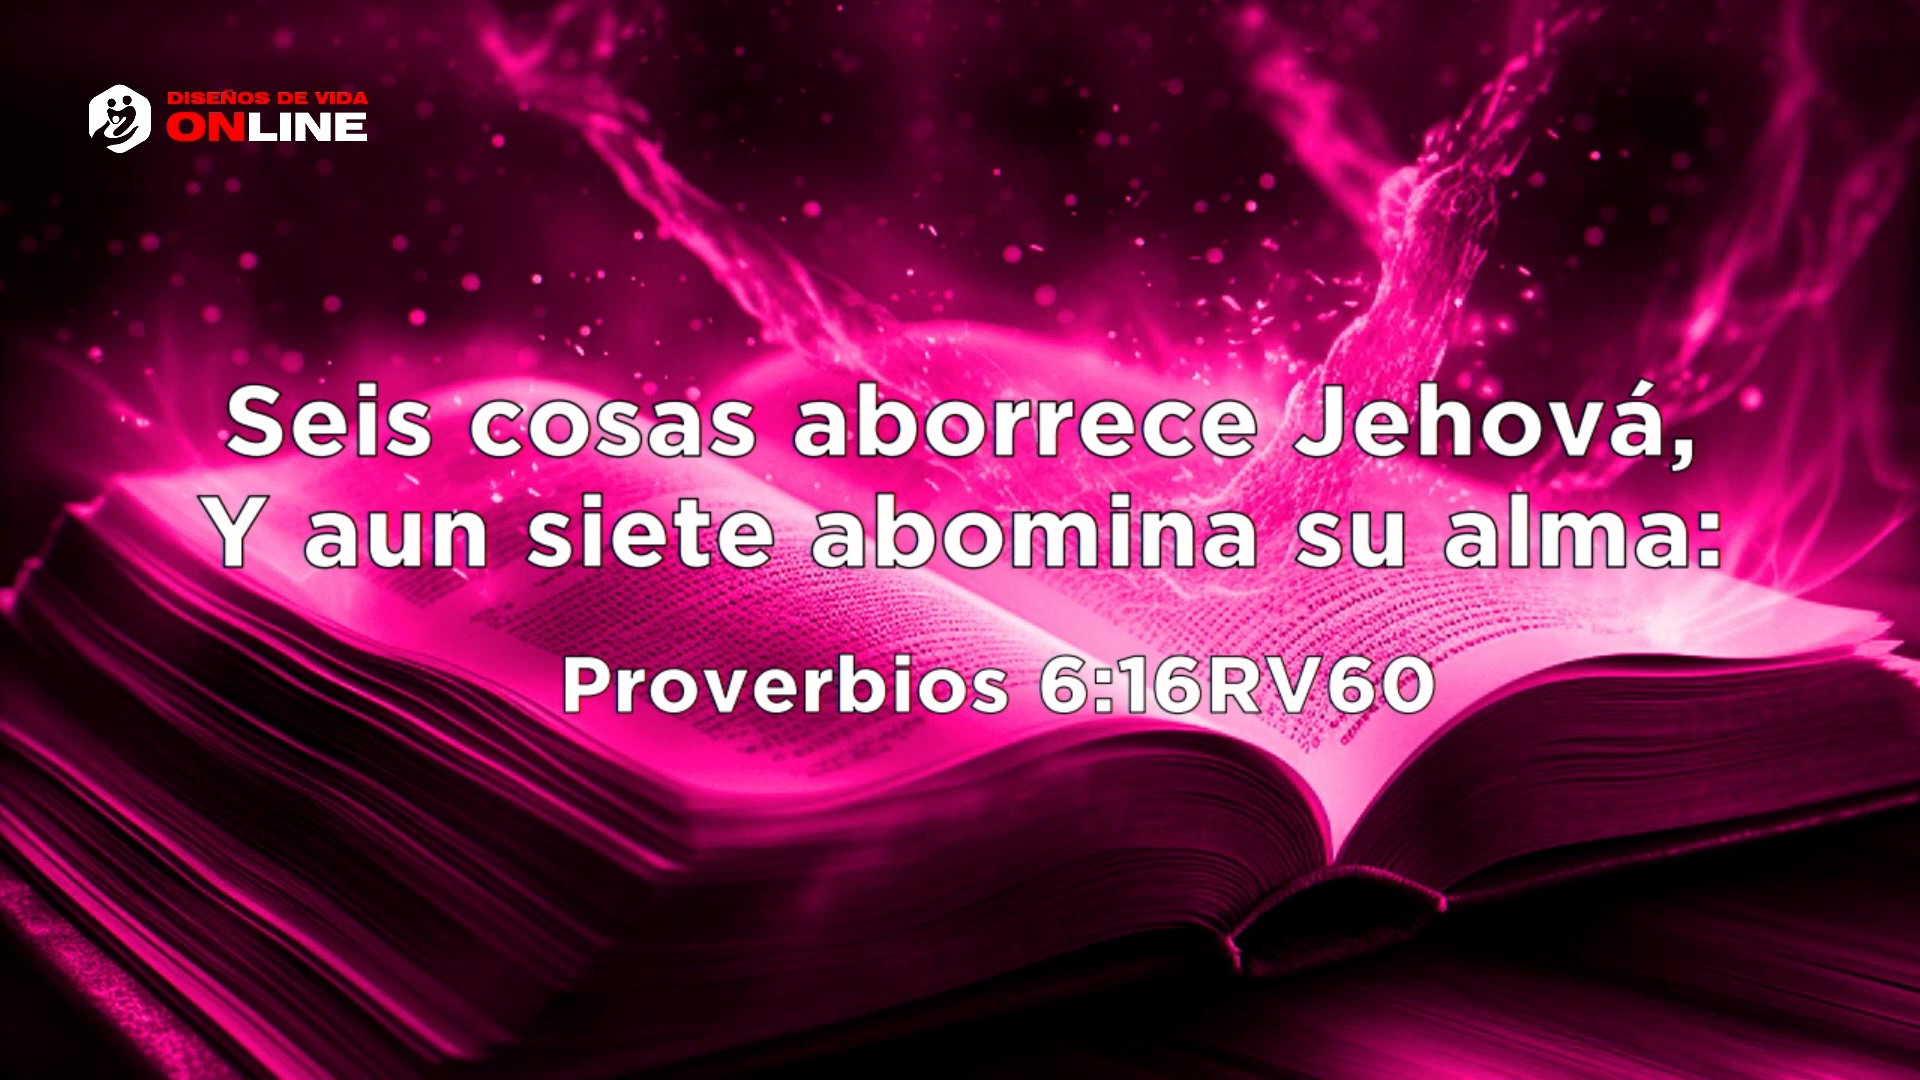 DISEÑOS DE VIDA
ONLINE
Seis cosas aborrece Jehová,
Y aun siete abomina su alma:
Proverbios 6:16RV60